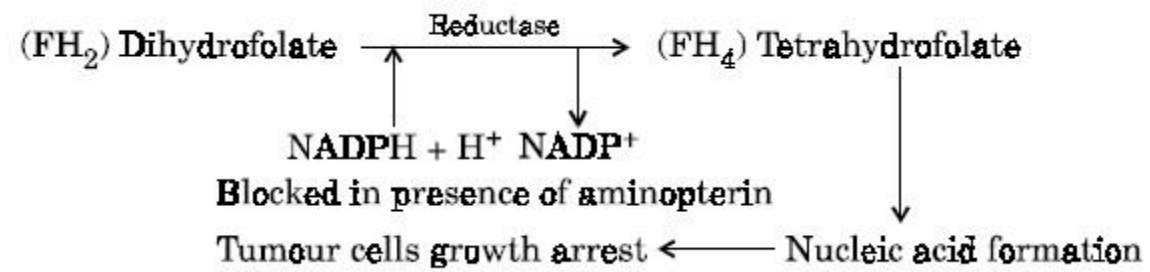 Reductase
(FH₂) Dihydrofolate (FH₄) Tetrahydrofolate
NADPH + H⁺ NADP⁺
Blocked in presence of aminopterin
Tumour cells growth arrest Nucleic acid formation